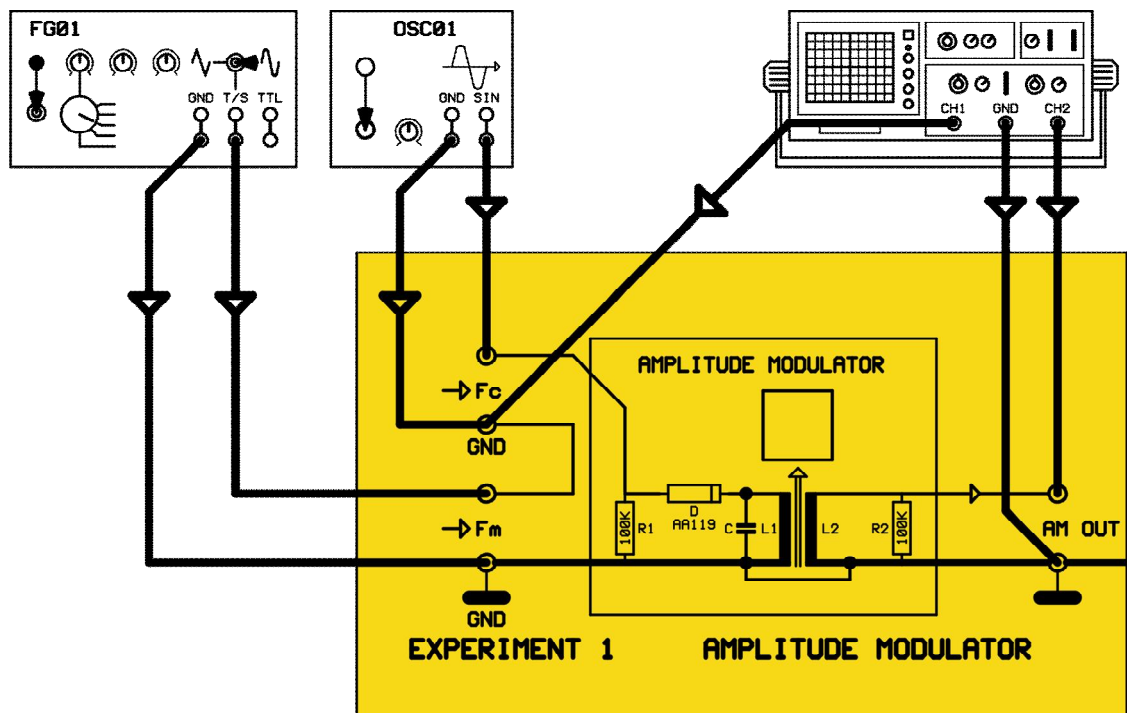 FG01
GND T/S TTL
OSC01
GND SIN
CH1 GND CH2
Fc
GND
Fm
GND
AMPLITUDE MODULATOR
100K R1
D
AA119
C L1 L2
R2 100K
AM OUT
EXPERIMENT 1 AMPLITUDE MODULATOR